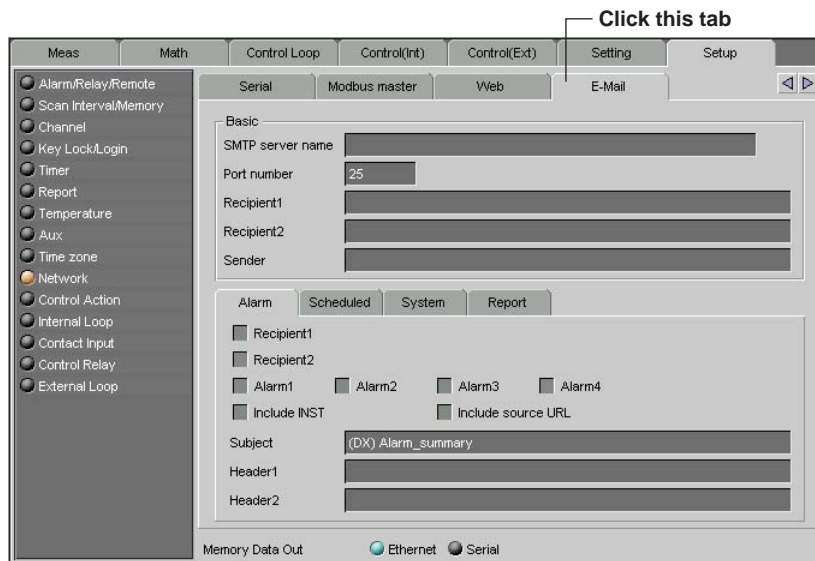 Click this tab
Meas Math Control Loop Control(Int) Control(Ext) Setting Setup
Alarm/Relay/Remote
Scan Interval/Memory
Channel
Key Lock/Login
Timer
Report
Temperature
Aux
Time zone
Network
Control Action
Internal Loop
Contact Input
Control Relay
External Loop
Serial Modbus master Web E-Mail
Basic
SMTP server name
Port number 25
Recipient1
Recipient2
Sender
Alarm Scheduled System Report
Recipient1
Recipient2
Alarm1 Alarm2 Alarm3 Alarm4
Include INST Include source URL
Subject (DX) Alarm_summary
Header1
Header2
Memory Data Out Ethernet Serial